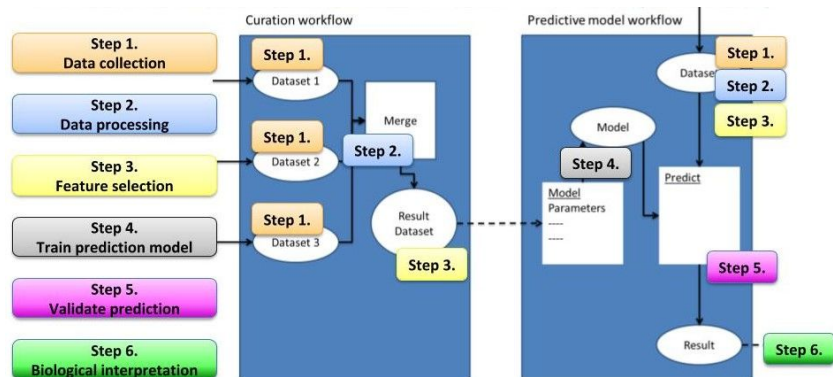 Curation workflow
Predictive model workflow
Step 1.
Data collection
Step 2.
Data processing
Step 3.
Feature selection
Step 4.
Train prediction model
Step 5.
Validate prediction
Step 6.
Biological interpretation
Step 1.
Dataset 1
Step 1.
Dataset 2
Step 1.
Dataset 3
Merge
Step 2.
Result
Dataset
Step 3.
Model
Step 4.
Model
Parameters
----
----
Dataset
Step 1.
Step 2.
Step 3.
Predict
Step 5.
Result
Step 6.